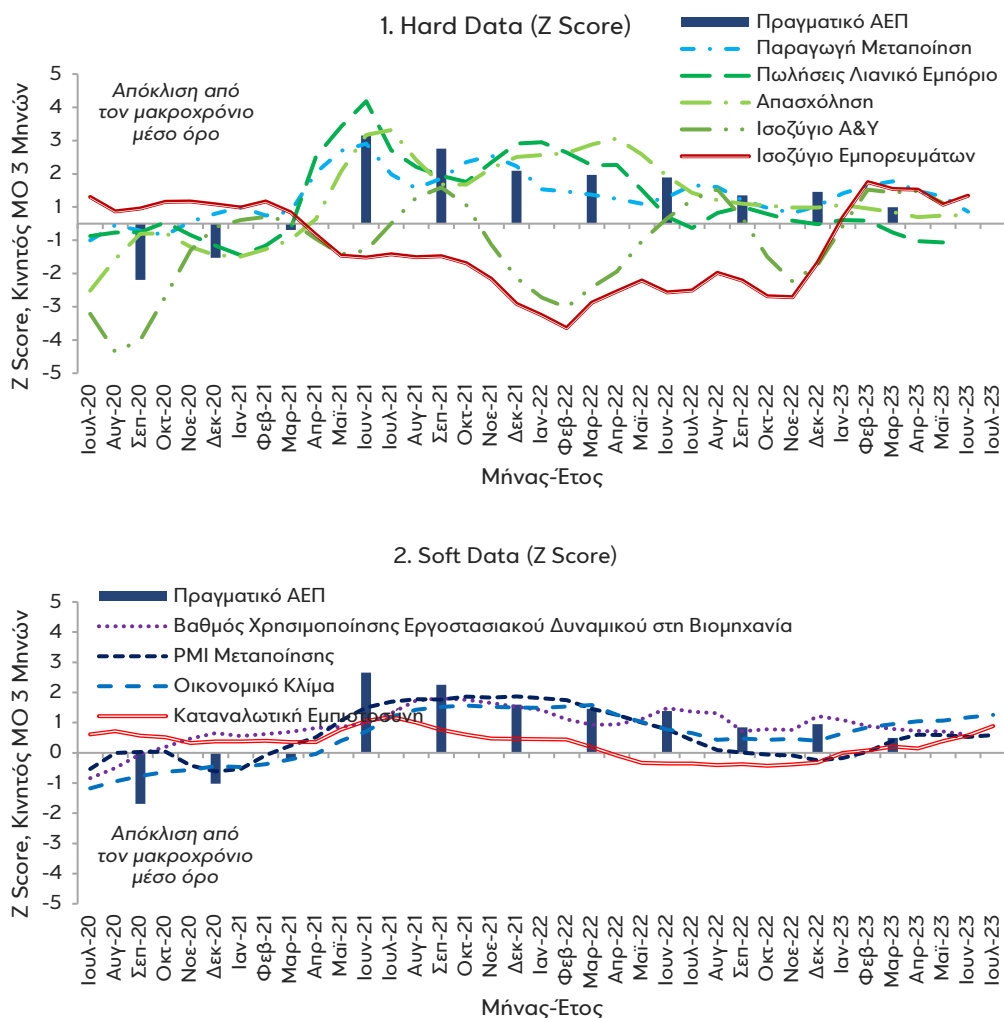 1. Hard Data (Z Score)
Πραγματικό ΑΕΠ
Παραγωγή Μεταποίηση
Πωλήσεις Λιανικό Εμπόριο
Απασχόληση
Ισοζύγιο Α&Υ
Ισοζύγιο Εμπορευμάτων
Απόκλιση από
τον μακροχρόνιο
μέσο όρο
Z Score, Κινητός ΜΟ 3 Μηνών
5
4
3
2
1
0
-1
-2
-3
-4
-5
Ιουλ-20
Αυγ-20
Σεπ-20
Οκτ-20
Νοε-20
Δεκ-20
Ιαν-21
Φεβ-21
Μαρ-21
Απρ-21
Μαϊ-21
Ιουν-21
Ιουλ-21
Αυγ-21
Σεπ-21
Οκτ-21
Νοε-21
Δεκ-21
Ιαν-22
Φεβ-22
Μαρ-22
Απρ-22
Μαϊ-22
Ιουν-22
Ιουλ-22
Αυγ-22
Σεπ-22
Οκτ-22
Νοε-22
Δεκ-22
Ιαν-23
Φεβ-23
Μαρ-23
Απρ-23
Μαϊ-23
Ιουν-23
Ιουλ-23
Μήνας-Έτος
2. Soft Data (Z Score)
Πραγματικό ΑΕΠ
Βαθμός Χρησιμοποίησης Εργοστασιακού Δυναμικού στη Βιομηχανία
PMI Μεταποίησης
Οικονομικό Κλίμα
Καταναλωτική Εμπιστοσύνη
Απόκλιση από
τον μακροχρόνιο
μέσο όρο
Z Score, Κινητός ΜΟ 3 Μηνών
5
4
3
2
1
0
-1
-2
-3
-4
-5
Ιουλ-20
Αυγ-20
Σεπ-20
Οκτ-20
Νοε-20
Δεκ-20
Ιαν-21
Φεβ-21
Μαρ-21
Απρ-21
Μαϊ-21
Ιουν-21
Ιουλ-21
Αυγ-21
Σεπ-21
Οκτ-21
Νοε-21
Δεκ-21
Ιαν-22
Φεβ-22
Μαρ-22
Απρ-22
Μαϊ-22
Ιουν-22
Ιουλ-22
Αυγ-22
Σεπ-22
Οκτ-22
Νοε-22
Δεκ-22
Ιαν-23
Φεβ-23
Μαρ-23
Απρ-23
Μαϊ-23
Ιουν-23
Ιουλ-23
Μήνας-Έτος